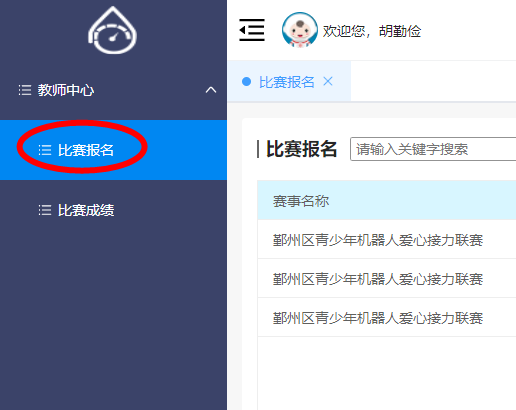 教师中心
比赛报名
比赛成绩
欢迎您，胡勤俭
比赛报名
比赛报名 请输入关键字搜索
赛事名称
鄞州区青少年机器人爱心接力联赛
鄞州区青少年机器人爱心接力联赛
鄞州区青少年机器人爱心接力联赛